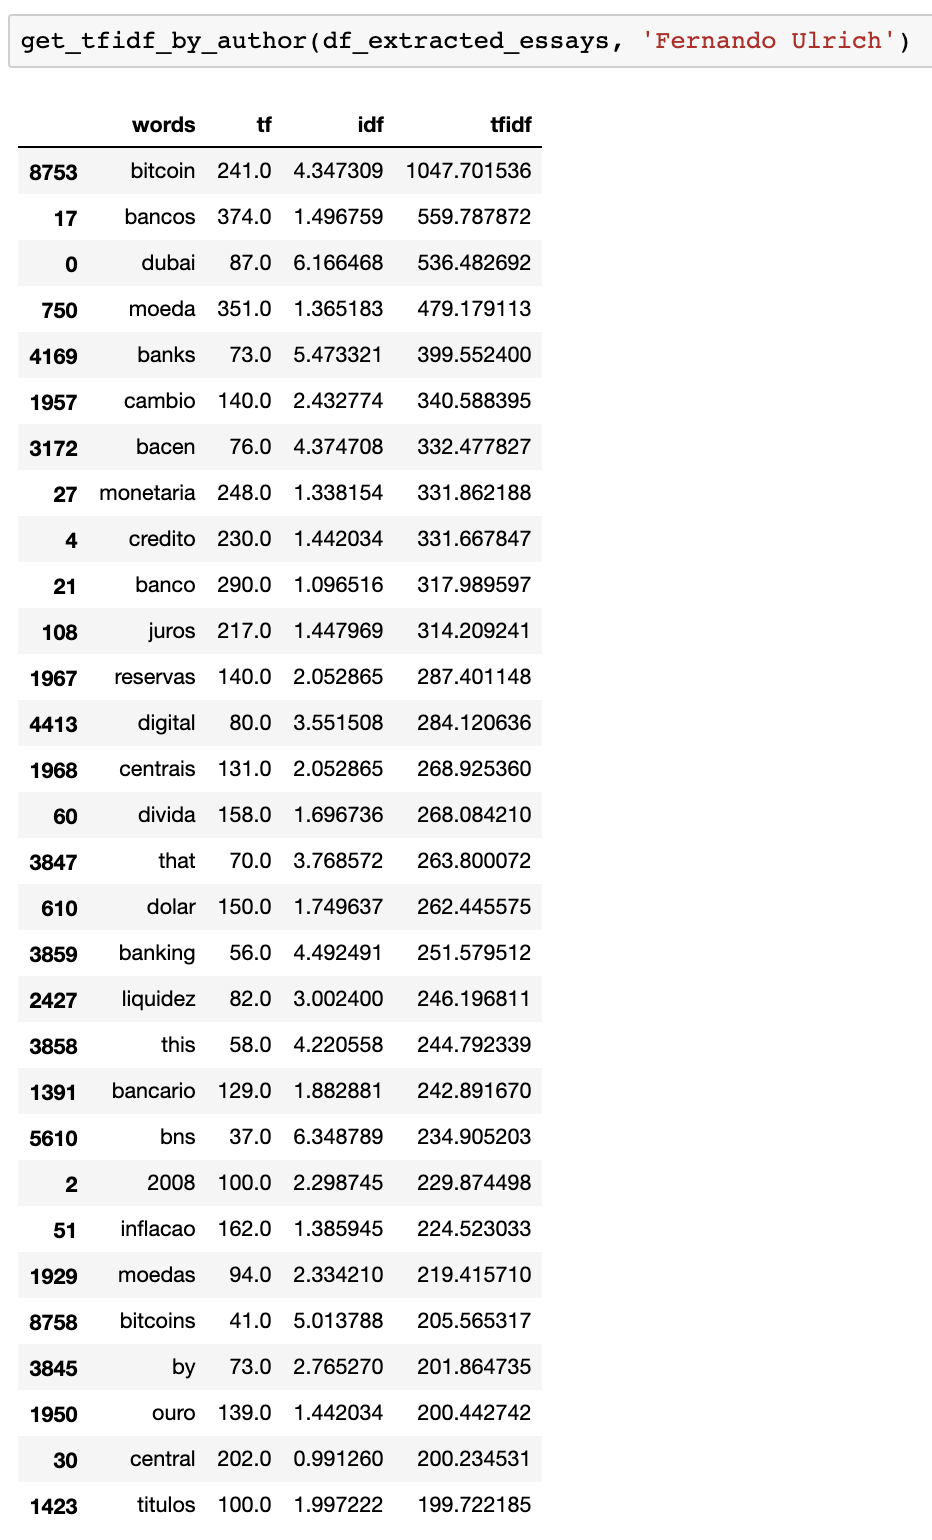 get_tfidf_by_author(df_extracted_essays, 'Fernando Ulrich')
words tf idf tfidf
8753 bitcoin 241.0 4.347309 1047.701536
17 bancos 374.0 1.496759 559.787872
0 dubai 87.0 6.166468 536.482692
750 moeda 351.0 1.365183 479.179113
4169 banks 73.0 5.473321 399.552400
1957 cambio 140.0 2.432774 340.588395
3172 bacen 76.0 4.374708 332.477827
27 monetaria 248.0 1.338154 331.862188
4 credito 230.0 1.442034 331.667847
21 banco 290.0 1.096516 317.989597
108 juros 217.0 1.447969 314.209241
1967 reservas 140.0 2.052865 287.401148
4413 digital 80.0 3.551508 284.120636
1968 centrais 131.0 2.052865 268.925360
60 divida 158.0 1.696736 268.084210
3847 that 70.0 3.768572 263.800072
610 dolar 150.0 1.749637 262.445575
3859 banking 56.0 4.492491 251.579512
2427 liquidez 82.0 3.002400 246.196811
3858 this 58.0 4.220558 244.792339
1391 bancario 129.0 1.882881 242.891670
5610 bns 37.0 6.348789 234.905203
2 2008 100.0 2.298745 229.874498
51 inflacao 162.0 1.385945 224.523033
1929 moedas 94.0 2.334210 219.415710
8758 bitcoins 41.0 5.013788 205.565317
3845 by 73.0 2.765270 201.864735
1950 ouro 139.0 1.442034 200.442742
30 central 202.0 0.991260 200.234531
1423 titulos 100.0 1.997222 199.722185